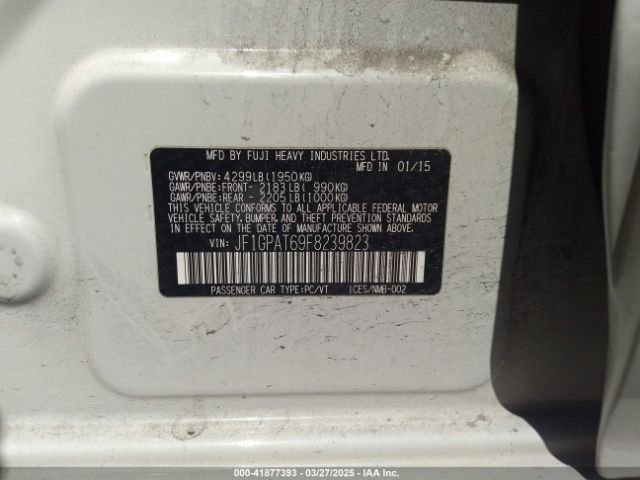 MFD BY FUJI HEAVY INDUSTRIES LTD.
MFD IN 01/15
GVWR/PNBV: 4299LB(1950KG)
GAWR/PNBE:FRONT- 2183LB( 990KG)
GAWR/PNBE:REAR - 2205LB(1000KG)
THIS VEHICLE CONFORMS TO ALL APPLICABLE FEDERAL MOTOR
VEHICLE SAFETY, BUMPER, AND THEFT PREVENTION STANDARDS
IN EFFECT ON THE DATE OF MANUFACTURE SHOWN ABOVE.
VIN: JF1GPAT69F8239823
PASSENGER CAR TYPE:PC/VT ICES/NMB-002
000-41877393 - 03/27/2025 - IAA Inc.